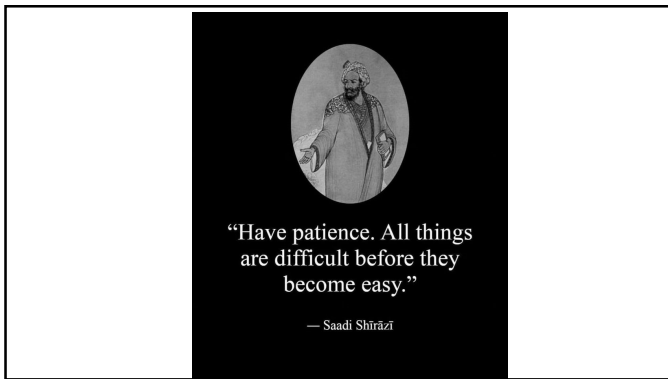 “Have patience. All things
are difficult before they
become easy.”
— Saadi Shīrāzī